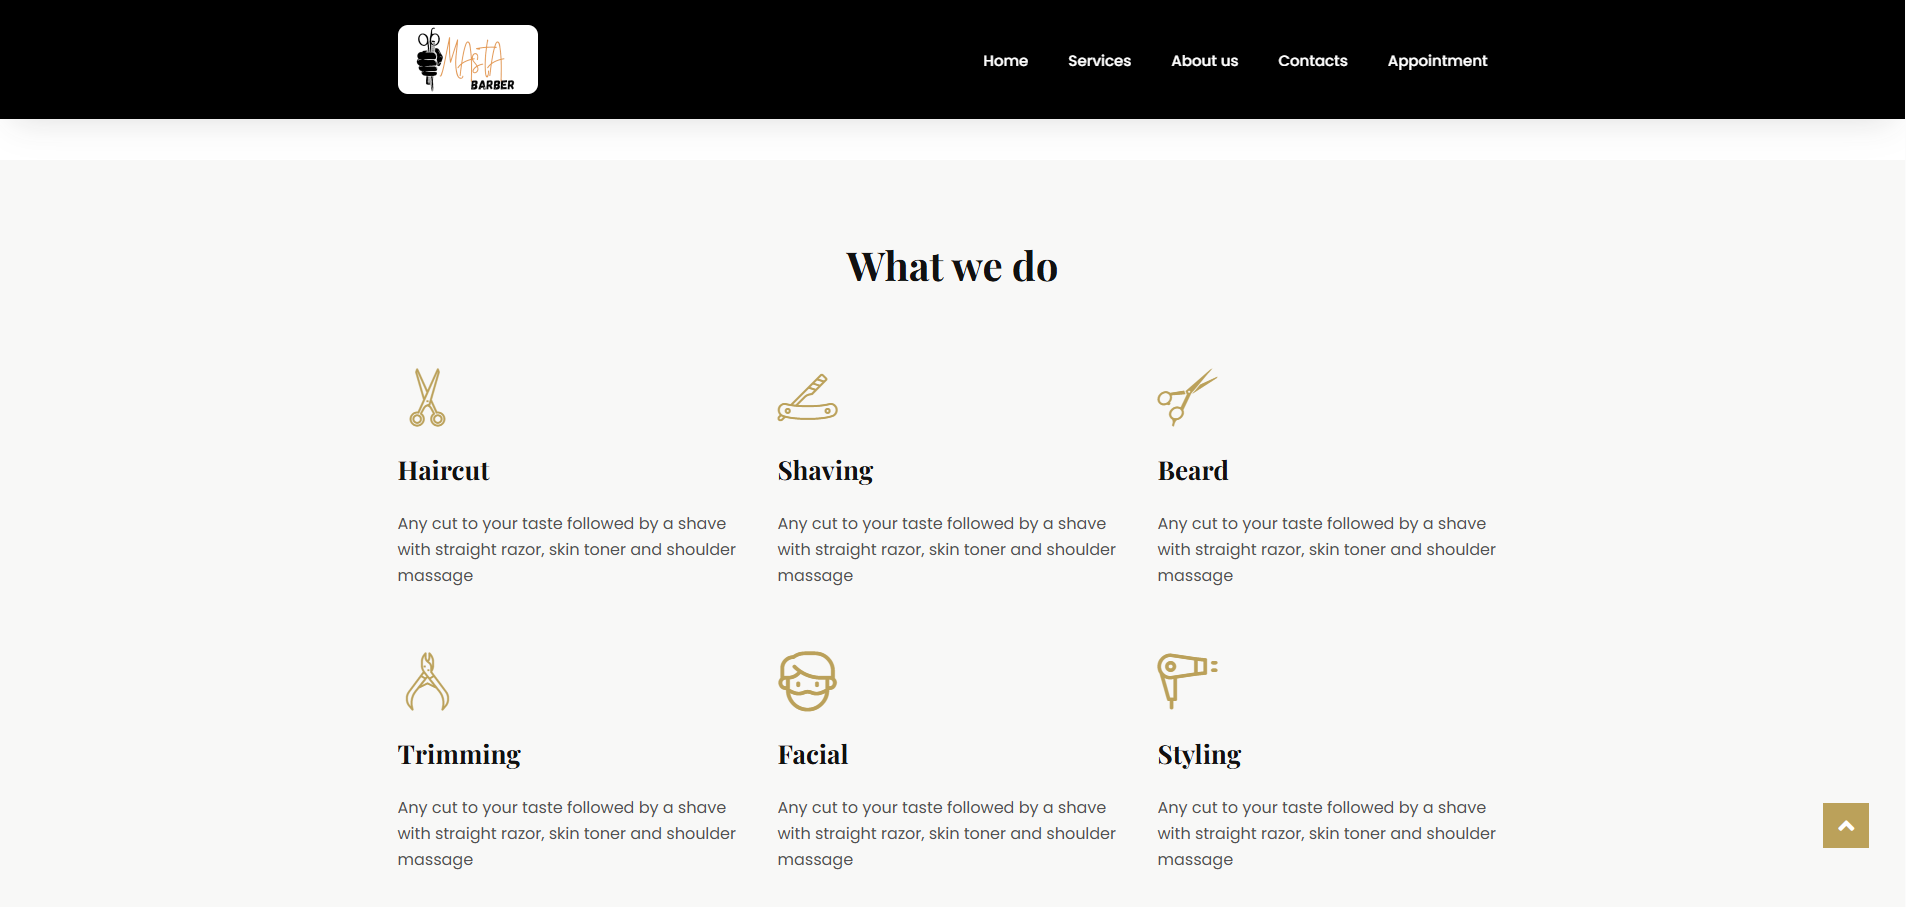 MAstA
BARBER
Home Services About us Contacts Appointment
What we do
Haircut Shaving Beard
Any cut to your taste followed by a shave Any cut to your taste followed by a shave Any cut to your taste followed by a shave
with straight razor, skin toner and shoulder with straight razor, skin toner and shoulder with straight razor, skin toner and shoulder
massage massage massage
Trimming Facial Styling
Any cut to your taste followed by a shave Any cut to your taste followed by a shave Any cut to your taste followed by a shave
with straight razor, skin toner and shoulder with straight razor, skin toner and shoulder with straight razor, skin toner and shoulder
massage massage massage